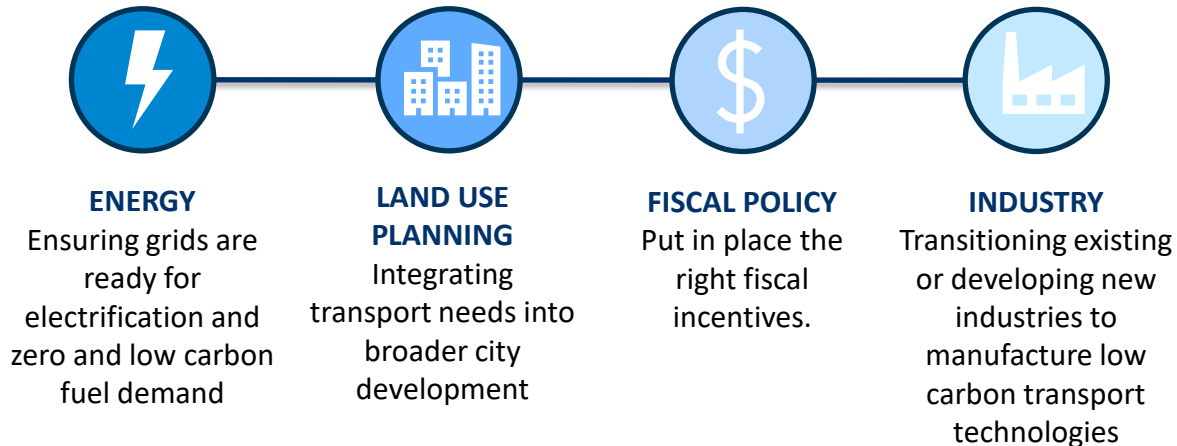 $
ENERGY
Ensuring grids are
ready for
electrification and
zero and low carbon
fuel demand
LAND USE
PLANNING
Integrating
transport needs into
broader city
development
FISCAL POLICY
Put in place the
right fiscal
incentives.
INDUSTRY
Transitioning existing
or developing new
industries to
manufacture low
carbon transport
technologies